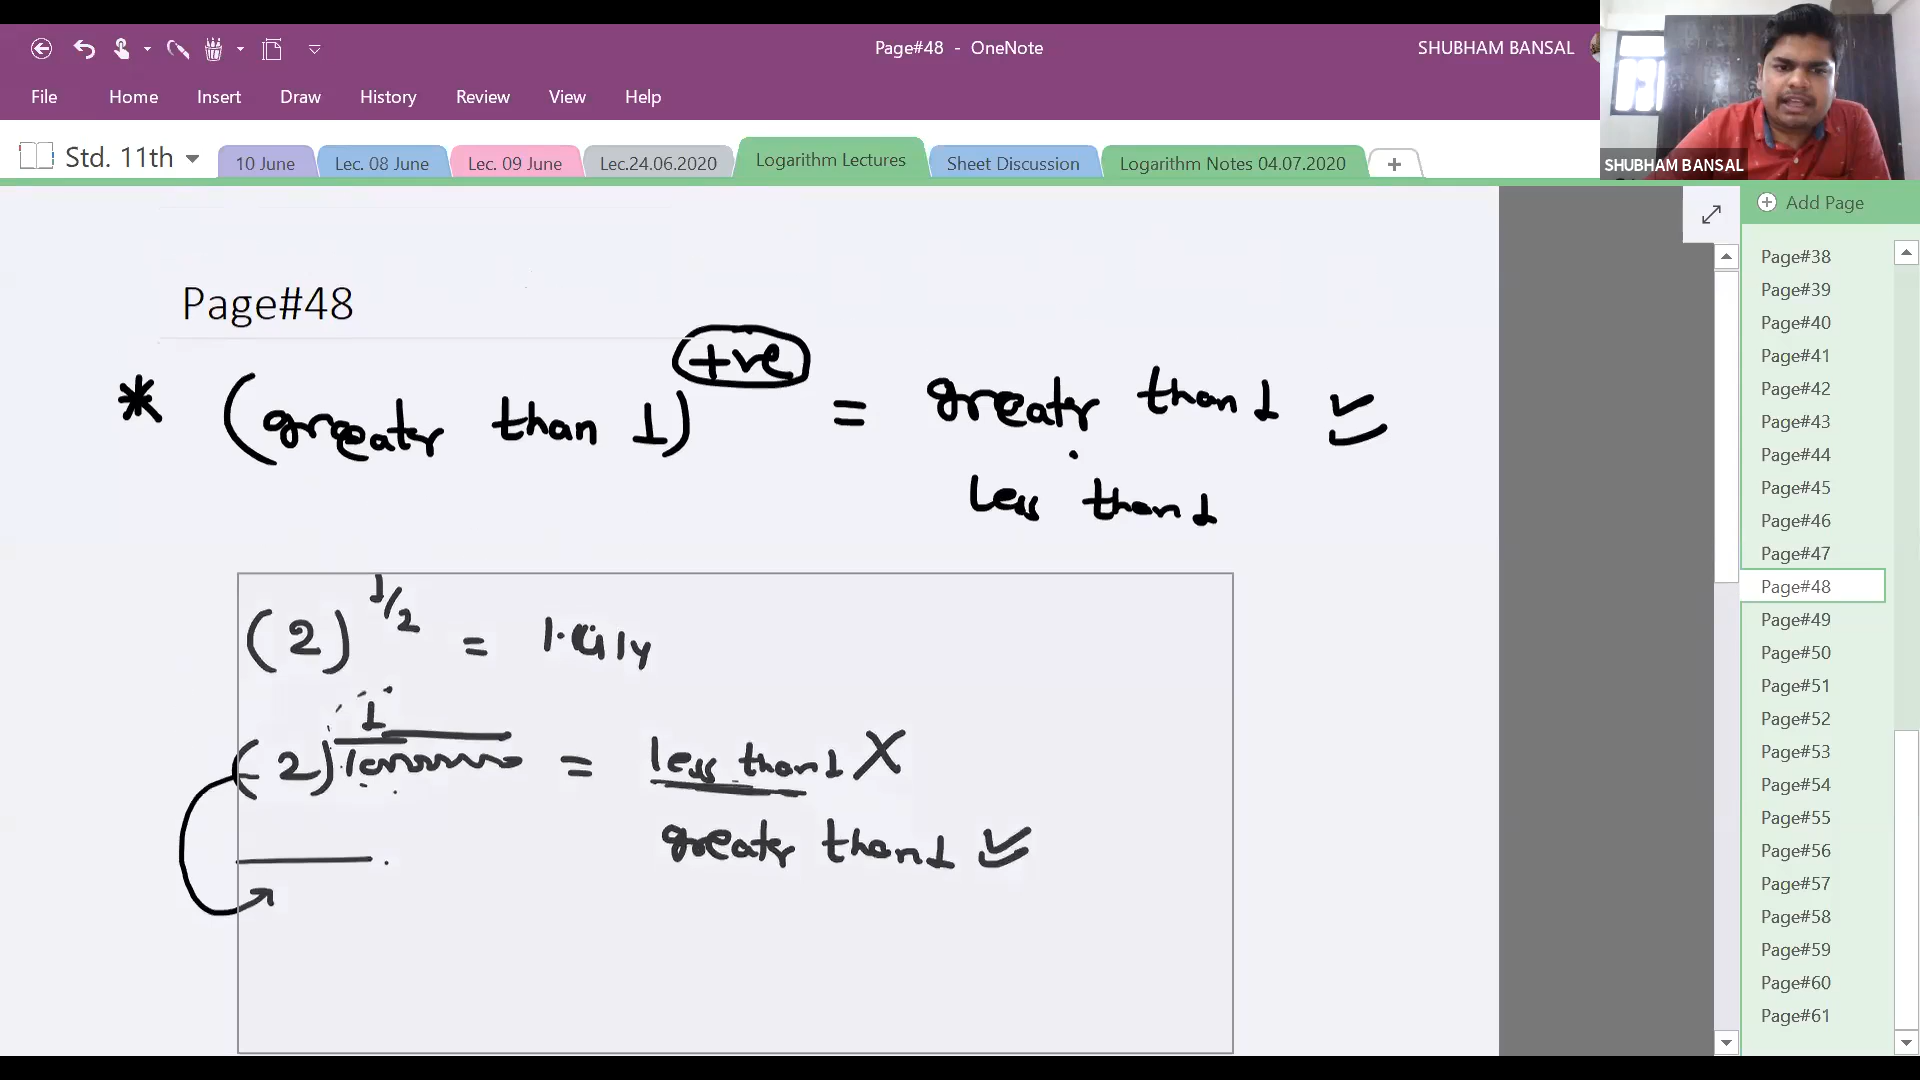 Page#48 - OneNote
SHUBHAM BANSAL
File Home Insert Draw History Review View Help
Std. 11th
10 June
Lec. 08 June
Lec. 09 June
Lec.24.06.2020
Logarithm Lectures
Sheet Discussion
Logarithm Notes 04.07.2020
+
SHUBHAM BANSAL
Add Page
Page#48
* (greater than 1)^+ve = greater than 1
less than 1
(2)^1/2 = 1.414
(2)^1/1000000 = less than 1 X
greater than 1
Page#38
Page#39
Page#40
Page#41
Page#42
Page#43
Page#44
Page#45
Page#46
Page#47
Page#48
Page#49
Page#50
Page#51
Page#52
Page#53
Page#54
Page#55
Page#56
Page#57
Page#58
Page#59
Page#60
Page#61